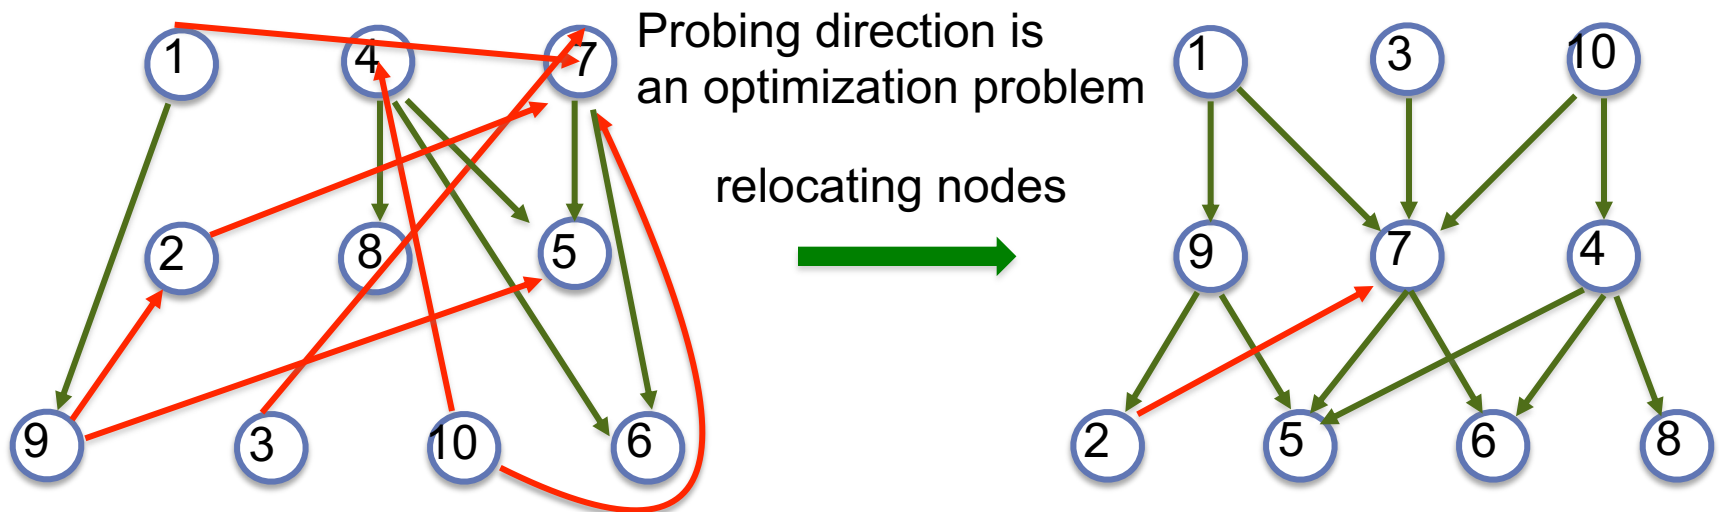 1 4 7
Probing direction is
an optimization problem
1 3 10
relocating nodes
2 8 5
9 7 4
9 3 10 6
2 5 6 8